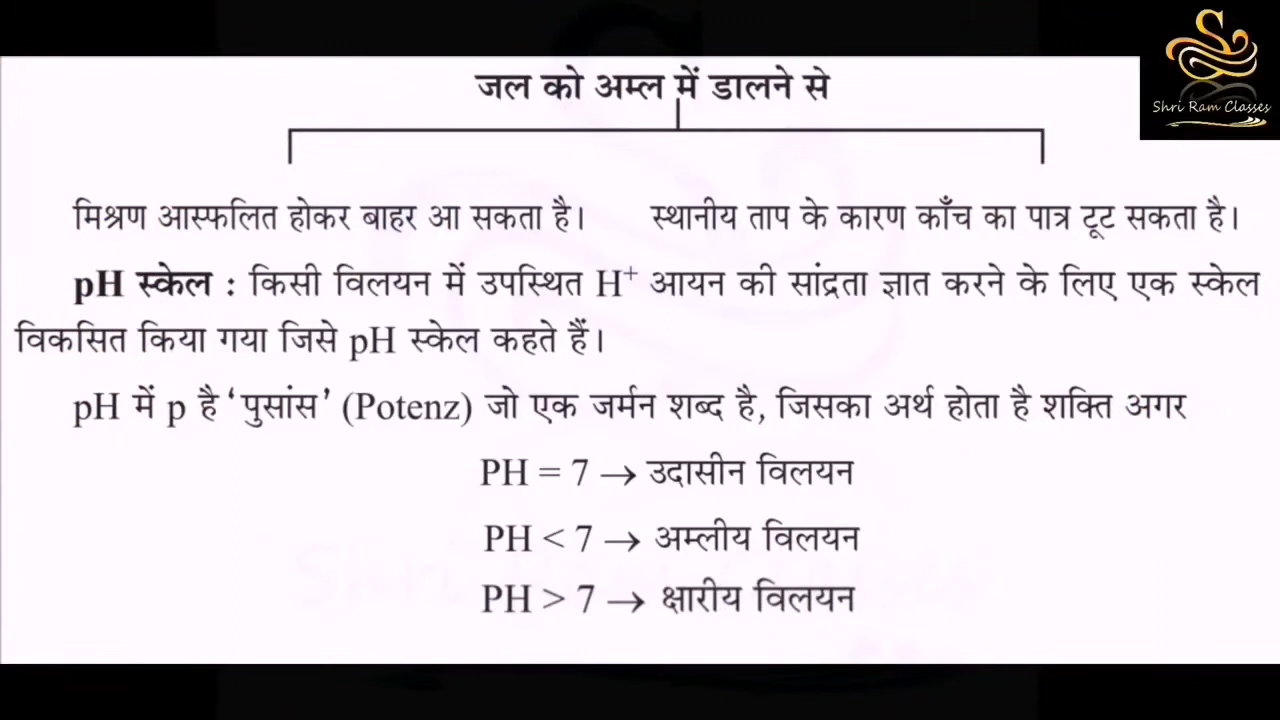 Shri Ram Classes
जल को अम्ल में डालने से
मिश्रण आस्फलित होकर बाहर आ सकता है। स्थानीय ताप के कारण काँच का पात्र टूट सकता है।
pH स्केल : किसी विलयन में उपस्थित H⁺ आयन की सांद्रता ज्ञात करने के लिए एक स्केल
विकसित किया गया जिसे pH स्केल कहते हैं।
pH में p है ‘पुसांस’ (Potenz) जो एक जर्मन शब्द है, जिसका अर्थ होता है शक्ति अगर
PH = 7 → उदासीन विलयन
PH < 7 → अम्लीय विलयन
PH > 7 → क्षारीय विलयन